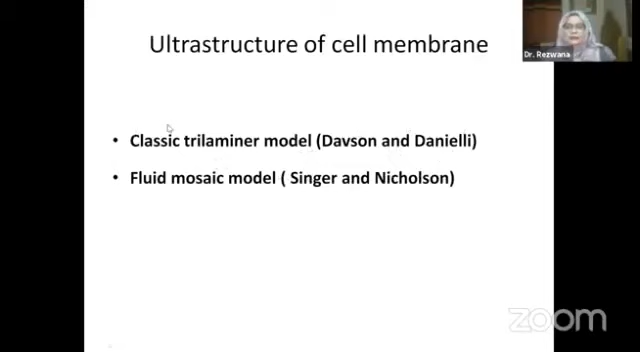 Ultrastructure of cell membrane
Dr. Rezwana
• Classic trilaminer model (Davson and Danielli)
• Fluid mosaic model ( Singer and Nicholson)
zoom